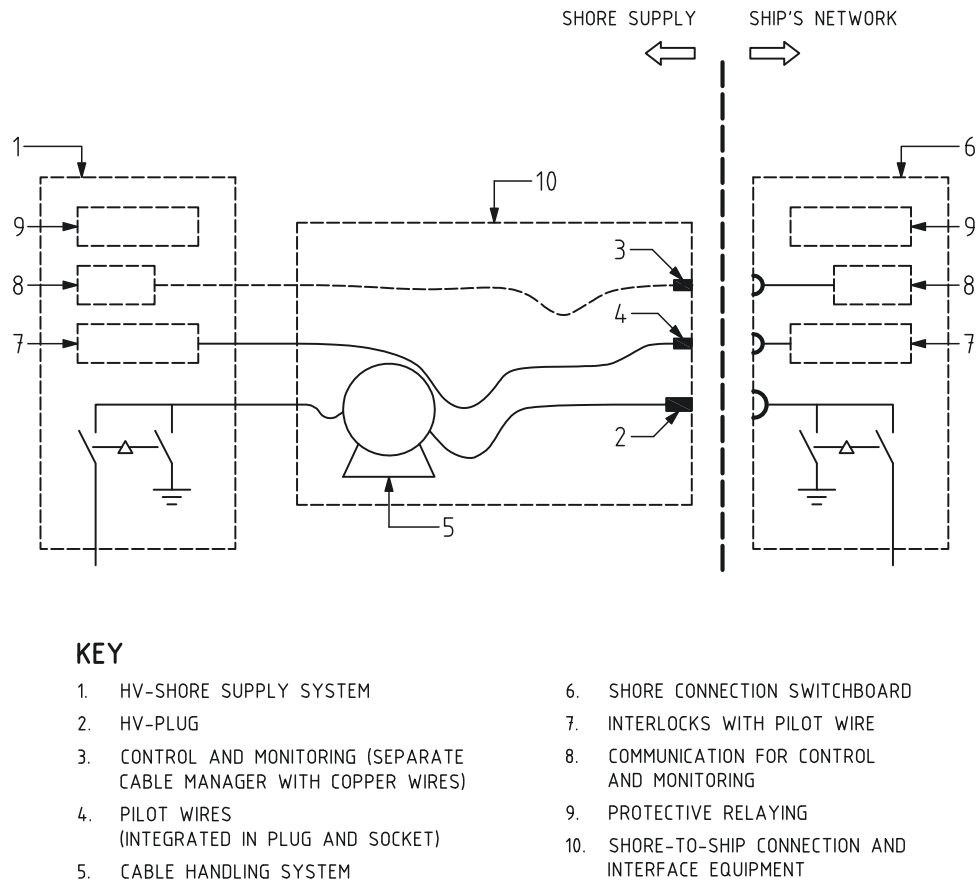 SHORE SUPPLY SHIP'S NETWORK
1 6
10
9 9
3
8 8
4
7 7
2
5
KEY
1. HV-SHORE SUPPLY SYSTEM
2. HV-PLUG
3. CONTROL AND MONITORING (SEPARATE
CABLE MANAGER WITH COPPER WIRES)
4. PILOT WIRES
(INTEGRATED IN PLUG AND SOCKET)
5. CABLE HANDLING SYSTEM
6. SHORE CONNECTION SWITCHBOARD
7. INTERLOCKS WITH PILOT WIRE
8. COMMUNICATION FOR CONTROL
AND MONITORING
9. PROTECTIVE RELAYING
10. SHORE-TO-SHIP CONNECTION AND
INTERFACE EQUIPMENT